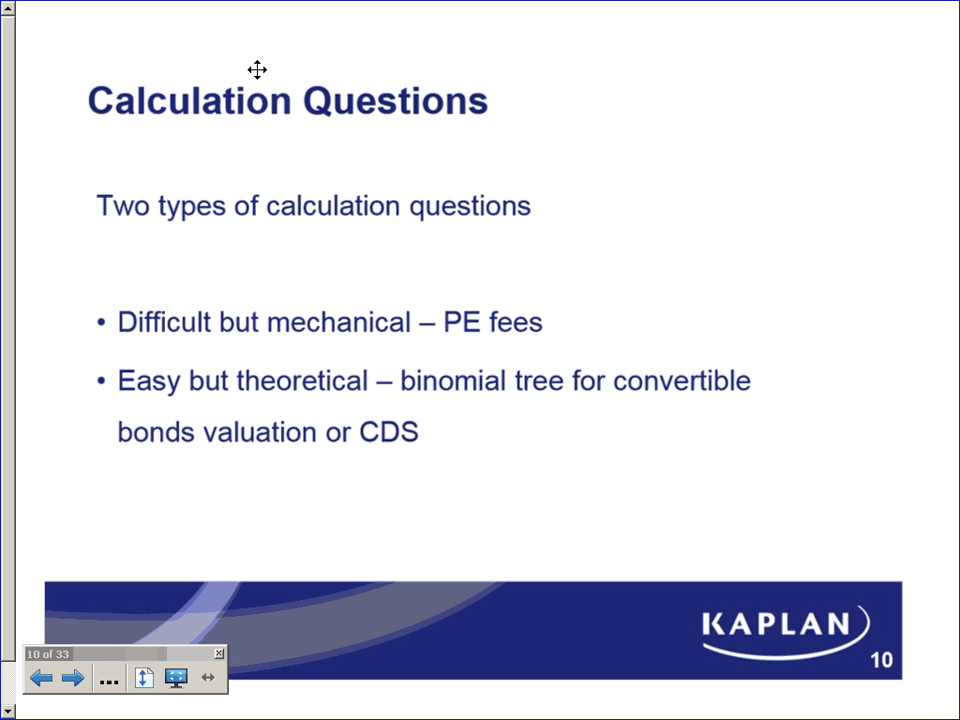 Calculation Questions
Two types of calculation questions
• Difficult but mechanical – PE fees
• Easy but theoretical – binomial tree for convertible
bonds valuation or CDS
KAPLAN
10
10 of 33